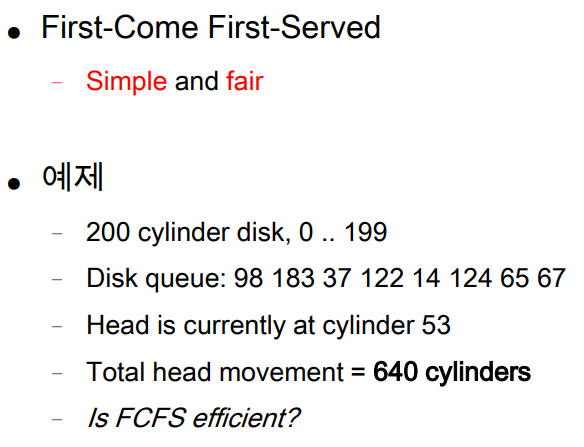 ● First-Come First-Served
– Simple and fair
● 예제
– 200 cylinder disk, 0 .. 199
– Disk queue: 98 183 37 122 14 124 65 67
– Head is currently at cylinder 53
– Total head movement = 640 cylinders
– Is FCFS efficient?